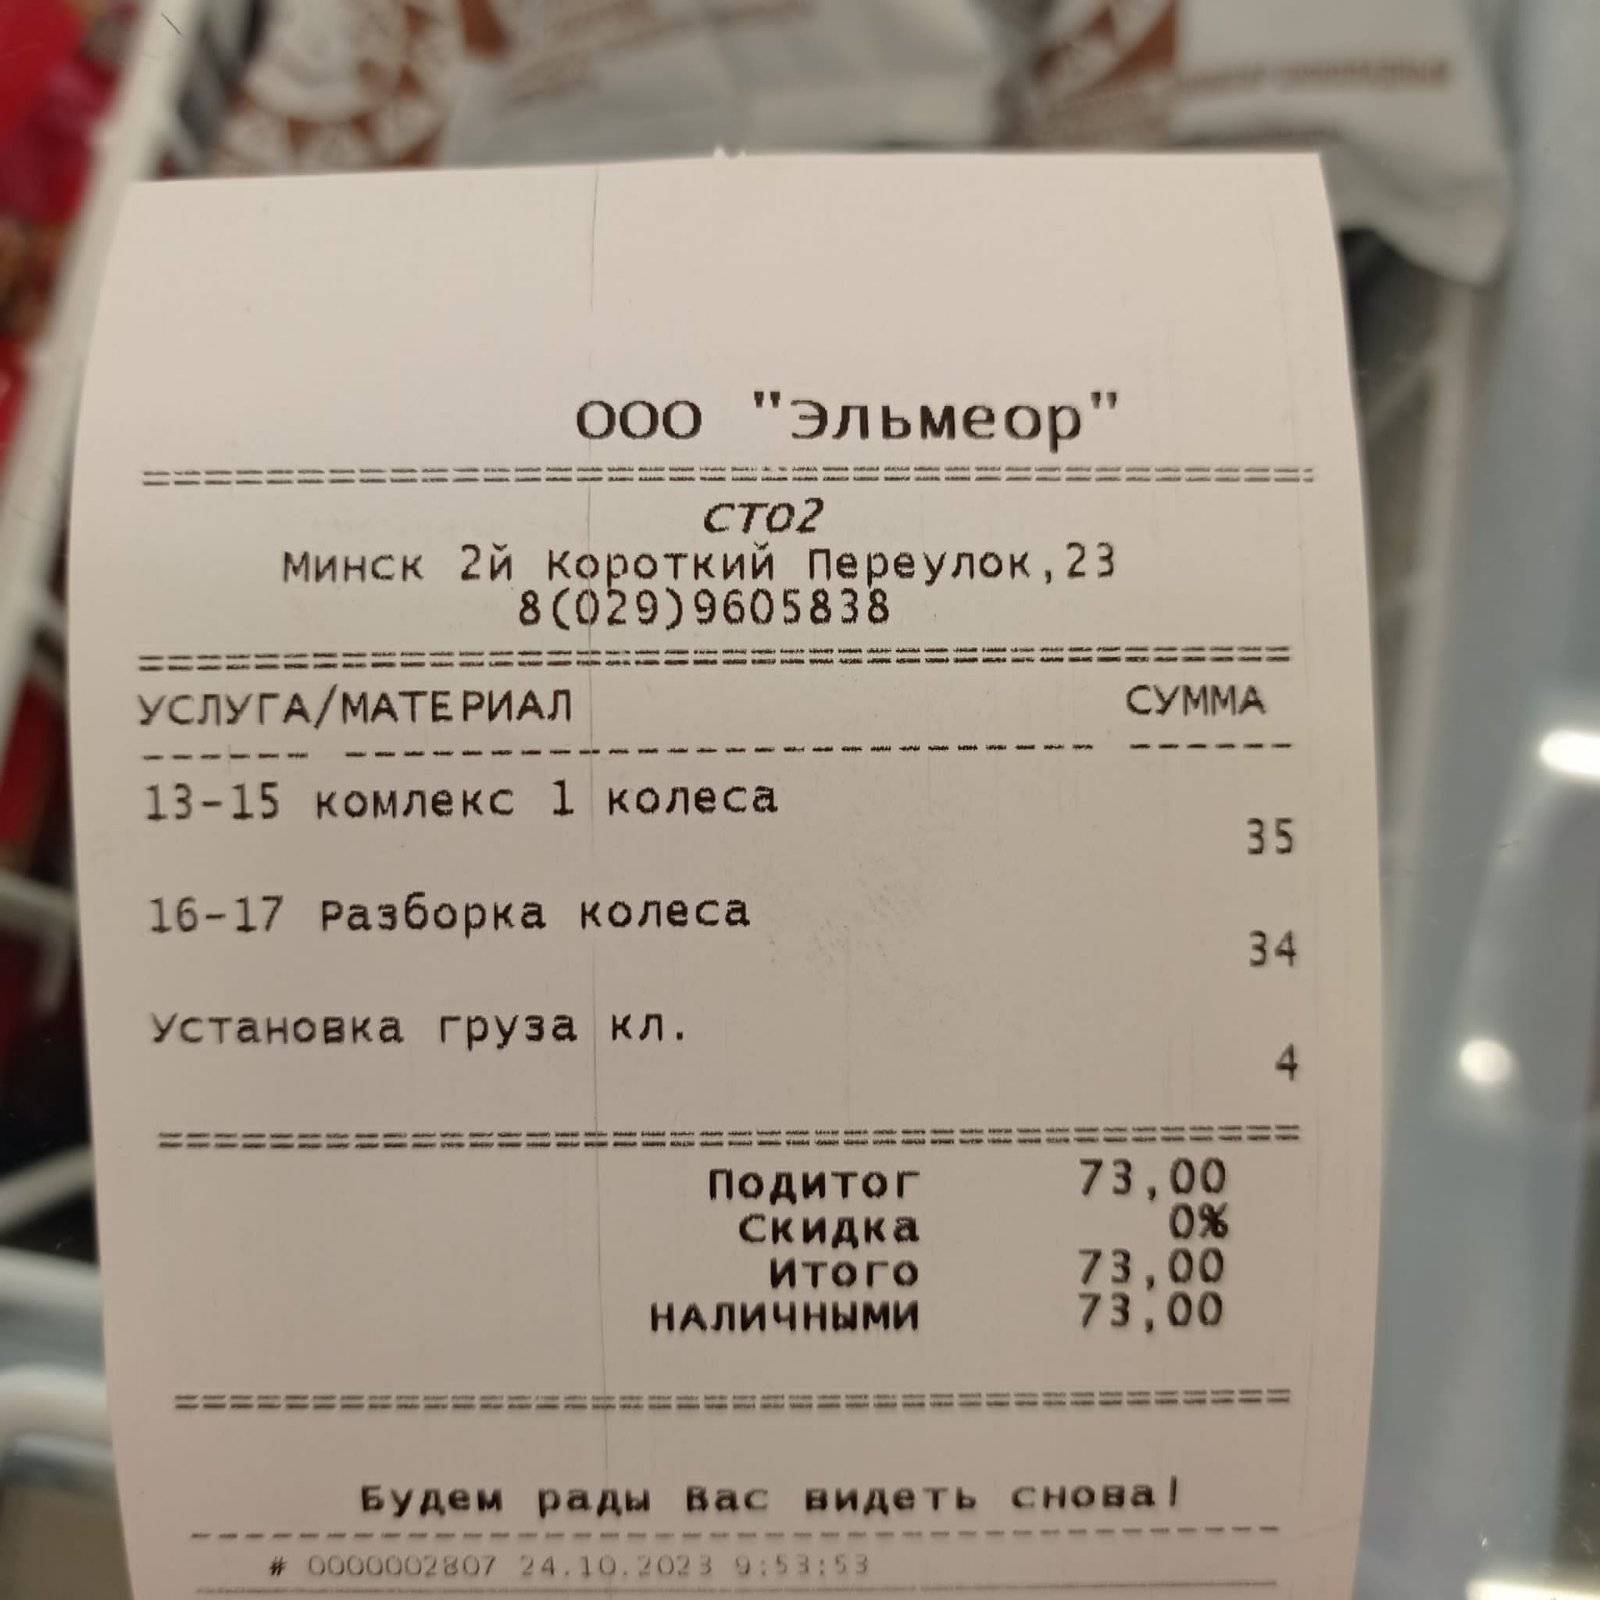 ООО "Эльмеор"
СТО2
Минск 2й Короткий Переулок,23
8(029)9605838
УСЛУГА/МАТЕРИАЛ СУММА
13-15 комлекс 1 колеса
35
16-17 Разборка колеса
34
Установка груза кл.
4
Подитог 73,00
Скидка 0%
Итого 73,00
НАЛИЧНЫМИ 73,00
Будем рады Вас видеть снова!
# 0000002807 24.10.2023 9:53:53